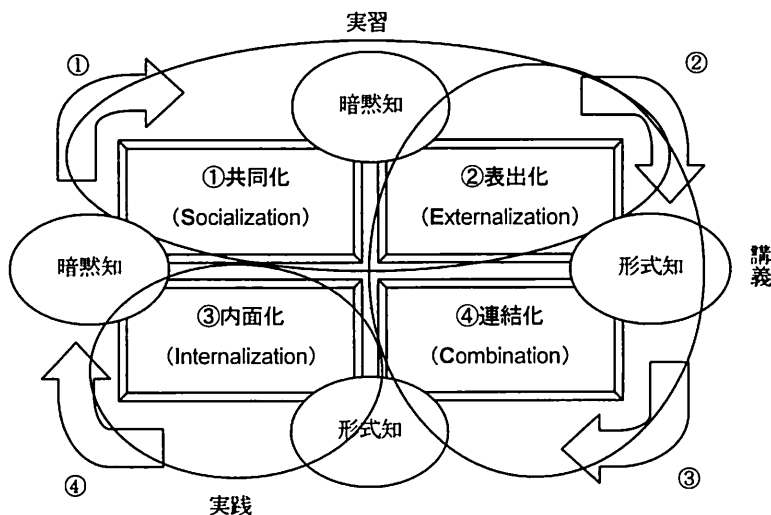 実習
①
②
暗黙知
①共同化
(Socialization)
②表出化
(Externalization)
暗黙知
形式知
講義
③内面化
(Internalization)
④連結化
(Combination)
形式知
④
③
実践